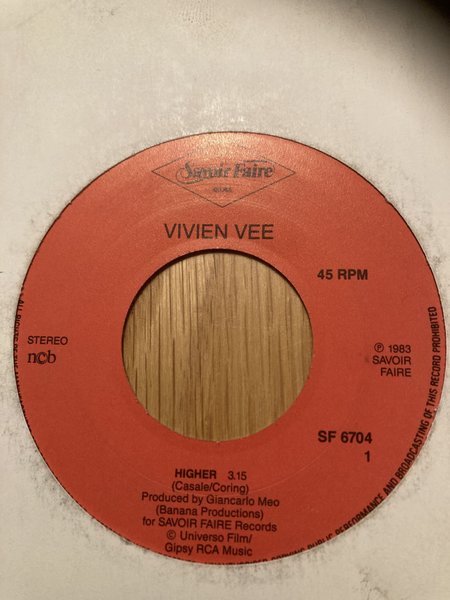 Savoir Faire
VIVIEN VEE
45 RPM
STEREO
ncb
℗ 1983
SAVOIR
FAIRE
SF 6704
1
HIGHER 3.15
(Casale/Coring)
Produced by Giancarlo Meo
(Banana Productions)
for SAVOIR FAIRE Records
© Universo Film/
Gipsy RCA Music
PUBLIC PERFORMANCE AND BROADCASTING OF THIS RECORD PROHIBITED